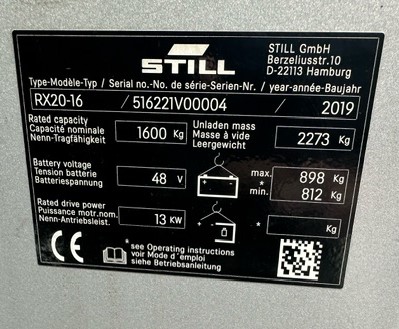 STILL
STILL GmbH
Berzeliusstr.10
D-22113 Hamburg
Type-Modèle-Typ / Serial no.-No de série-Serien-Nr. / year-année-Baujahr
RX20-16 / 516221V00004 / 2019
Rated capacity
Capacité nominale
Nenn-Tragfähigkeit
1600 Kg
Unladen mass
Masse à vide
Leergewicht
2273 Kg
Battery voltage
Tension batterie
Batteriespannung
48 V
max. 898 Kg
* min. 812 Kg
Rated drive power
Puissance motr.nom.
Nenn-Antriebsleist.
13 KW
* Kg
CE
*see Operating instructions
voir Mode d'emploi
siehe Betriebsanleitung